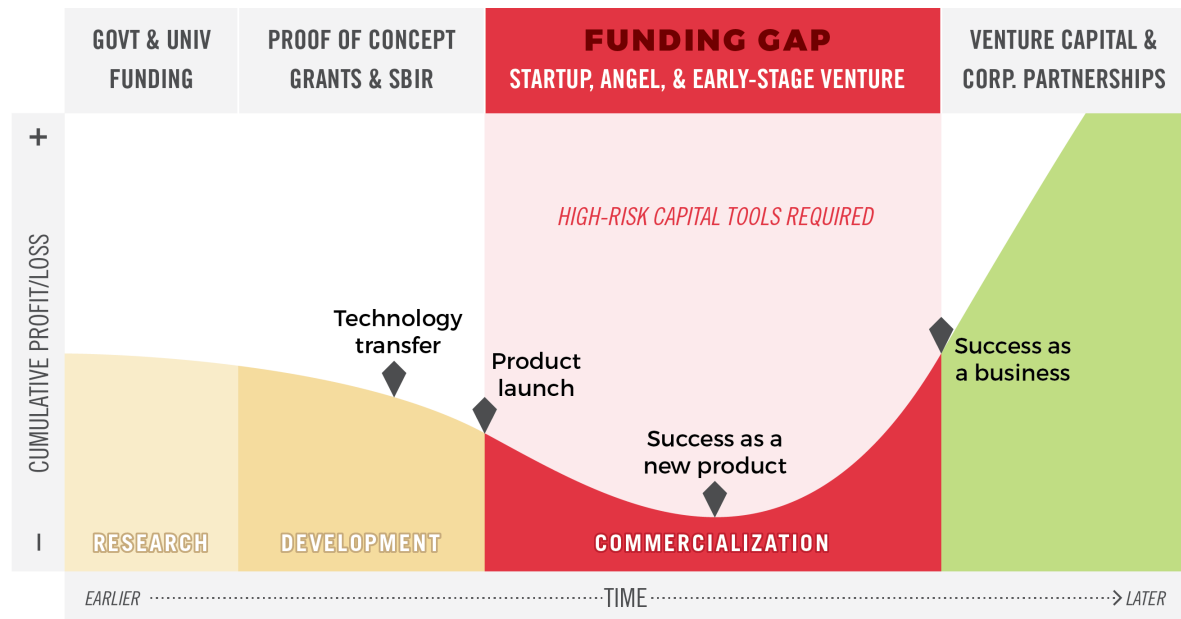 GOVT & UNIV
FUNDING
PROOF OF CONCEPT
GRANTS & SBIR
FUNDING GAP
STARTUP, ANGEL, & EARLY-STAGE VENTURE
VENTURE CAPITAL &
CORP. PARTNERSHIPS
+
CUMULATIVE PROFIT/LOSS
–
HIGH-RISK CAPITAL TOOLS REQUIRED
Technology
transfer
Product
launch
Success as a
new product
Success as
a business
RESEARCH
DEVELOPMENT
COMMERCIALIZATION
EARLIER
TIME
LATER